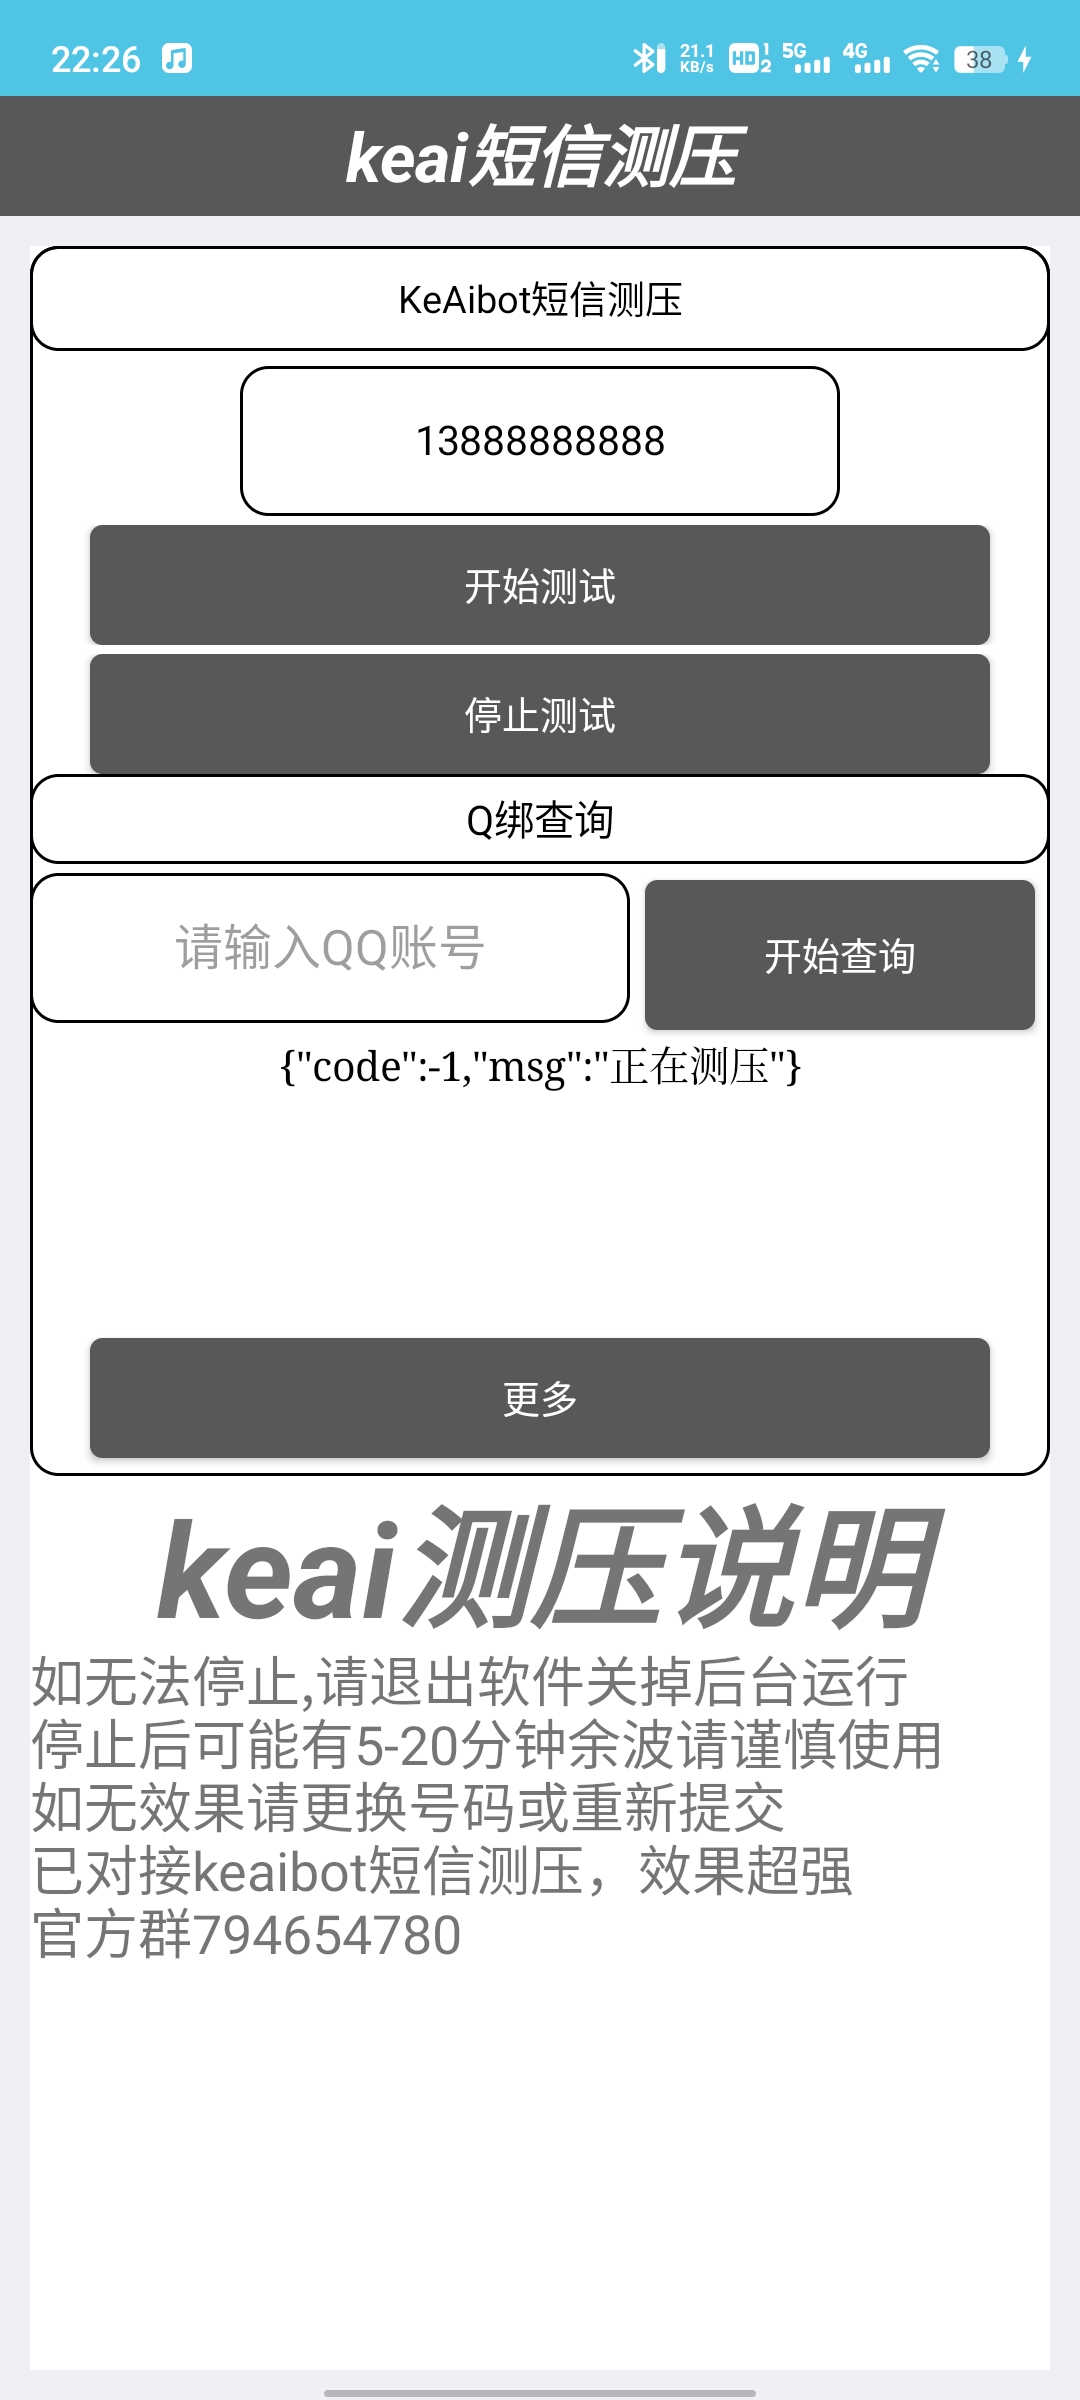 22:26
21.1 KB/s HD 1 2 5G 4G 38
keai短信测压
KeAibot短信测压
13888888888
开始测试
停止测试
Q绑查询
请输入QQ账号
开始查询
{"code":-1,"msg":"正在测压"}
更多
keai测压说明
如无法停止,请退出软件关掉后台运行
停止后可能有5-20分钟余波请谨慎使用
如无效果请更换号码或重新提交
已对接keaibot短信测压，效果超强
官方群794654780